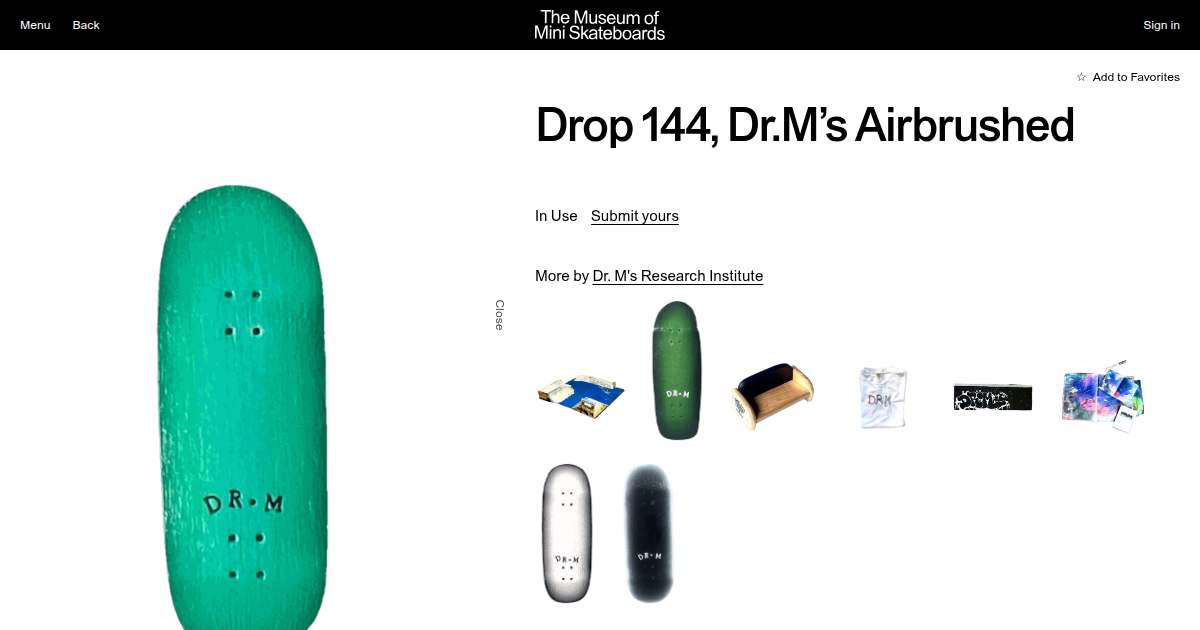 Menu
Back
The Museum of
Mini Skateboards
Sign in
☆ Add to Favorites
Drop 144, Dr.M’s Airbrushed
In Use Submit yours
More by Dr. M's Research Institute
Close
DR•M
DR•M
DRM
DR•M
DR•M